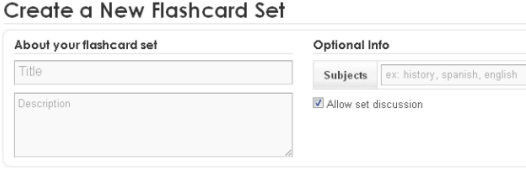 Create a New Flashcard Set
About your flashcard set
Optional Info
Title
Subjects
ex: history, spanish, english
Description
Allow set discussion